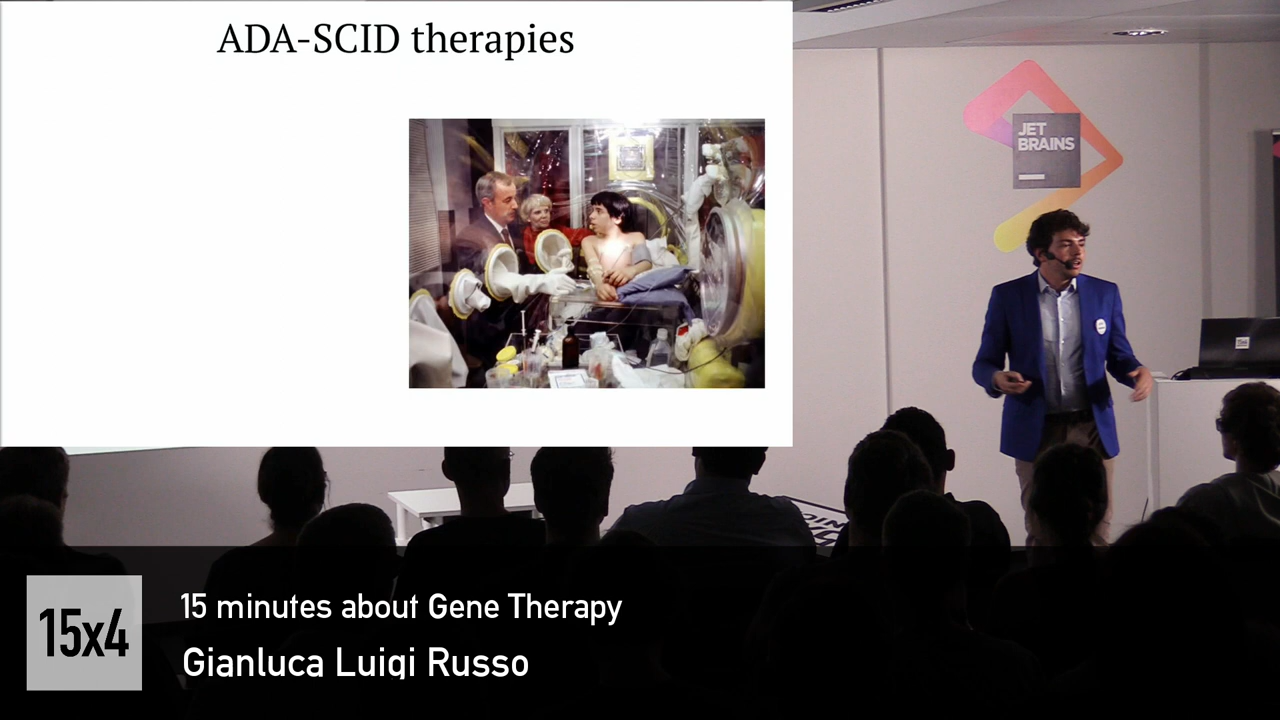 ADA-SCID therapies
JET
BRAINS
15x4
15 minutes about Gene Therapy
Gianluca Luigi Russo